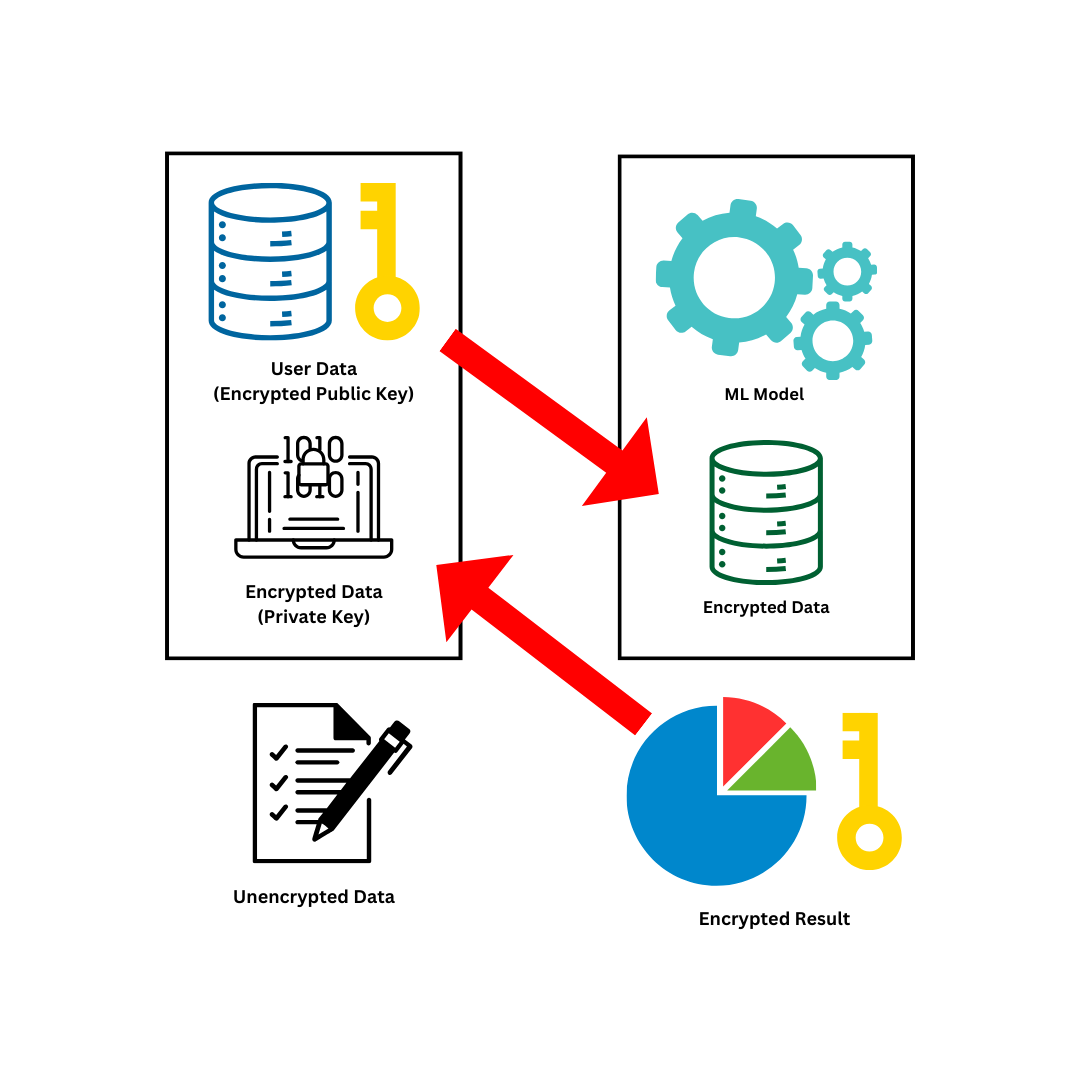 User Data
(Encrypted Public Key)
1010
1010
Encrypted Data
(Private Key)
ML Model
Encrypted Data
Unencrypted Data
Encrypted Result